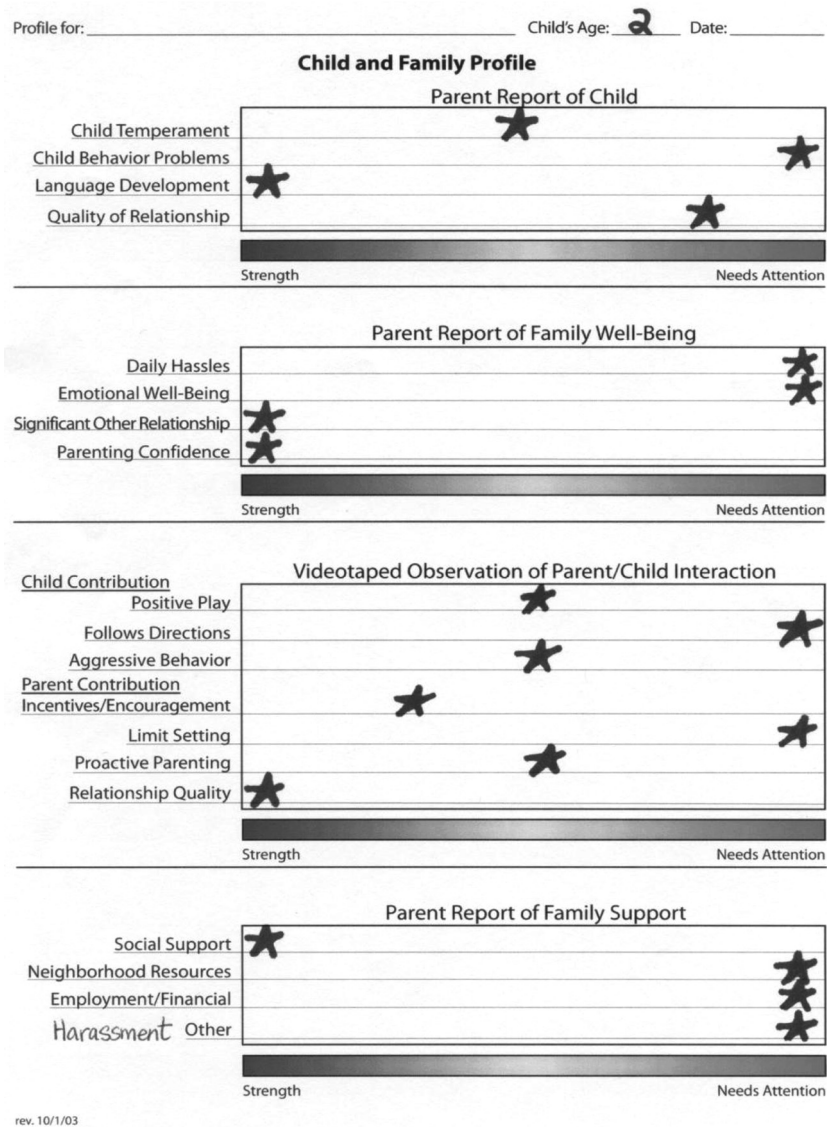 Profile for: Child's Age: 2 Date:
Child and Family Profile
Parent Report of Child
Child Temperament
Child Behavior Problems
Language Development
Quality of Relationship
Strength Needs Attention
Parent Report of Family Well-Being
Daily Hassles
Emotional Well-Being
Significant Other Relationship
Parenting Confidence
Strength Needs Attention
Videotaped Observation of Parent/Child Interaction
Child Contribution
Positive Play
Follows Directions
Aggressive Behavior
Parent Contribution
Incentives/Encouragement
Limit Setting
Proactive Parenting
Relationship Quality
Strength Needs Attention
Parent Report of Family Support
Social Support
Neighborhood Resources
Employment/Financial
Harassment Other
Strength Needs Attention
rev. 10/1/03